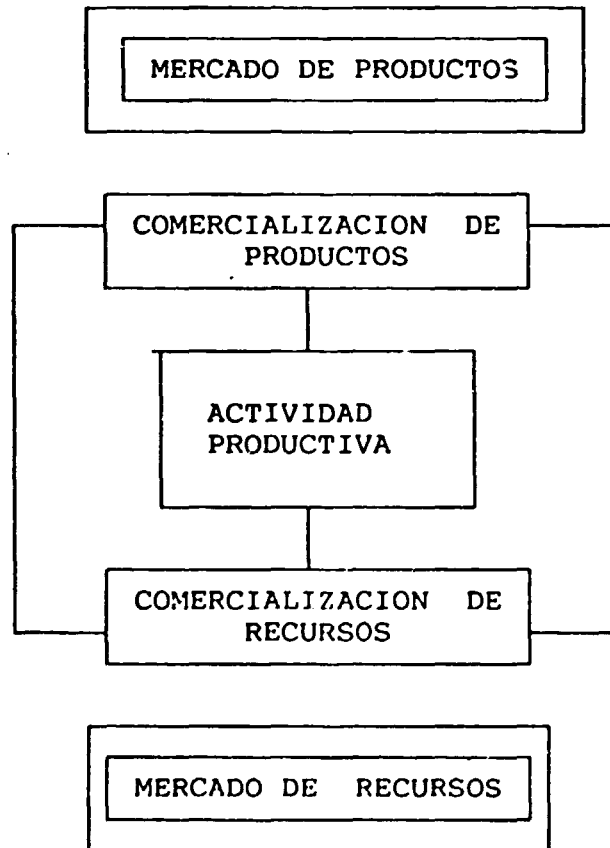 MERCADO DE PRODUCTOS
COMERCIALIZACION DE
PRODUCTOS
ACTIVIDAD
PRODUCTIVA
COMERCIALIZACION DE
RECURSOS
MERCADO DE RECURSOS